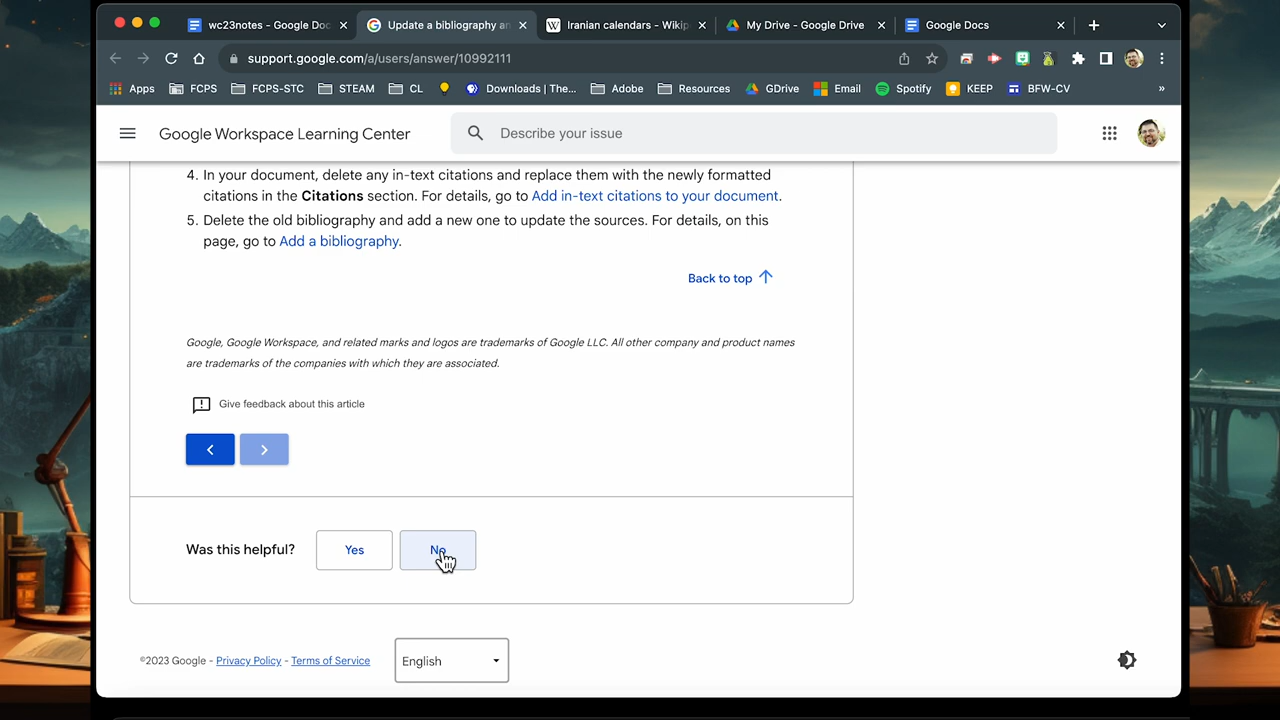 wc23notes - Google Doc
Update a bibliography an
Iranian calendars - Wikip
My Drive - Google Drive
Google Docs
support.google.com/a/users/answer/10992111
Apps
FCPS
FCPS-STC
STEAM
CL
Downloads | The...
Adobe
Resources
GDrive
Email
Spotify
KEEP
BFW-CV
»
Google Workspace Learning Center
Describe your issue
4. In your document, delete any in-text citations and replace them with the newly formatted
citations in the Citations section. For details, go to Add in-text citations to your document.
5. Delete the old bibliography and add a new one to update the sources. For details, on this
page, go to Add a bibliography.
Back to top
Google, Google Workspace, and related marks and logos are trademarks of Google LLC. All other company and product names
are trademarks of the companies with which they are associated.
Give feedback about this article
Was this helpful?
Yes
No
©2023 Google - Privacy Policy - Terms of Service
English